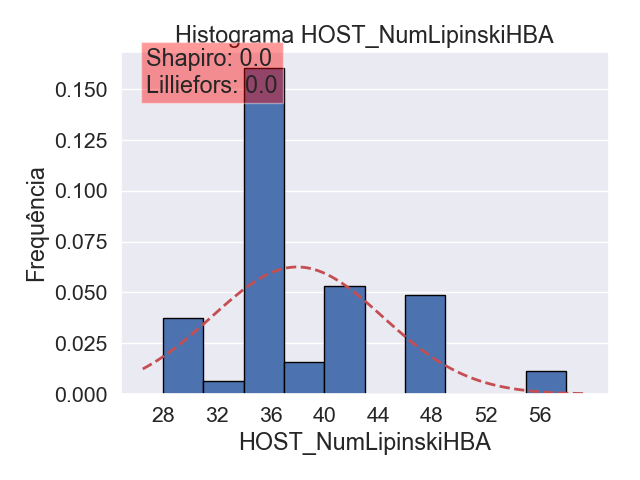 Histograma HOST_NumLipinskiHBA
Shapiro: 0.0
Lilliefors: 0.0
0.150
0.125
0.100
0.075
0.050
0.025
0.000
Frequência
28 32 36 40 44 48 52 56
HOST_NumLipinskiHBA